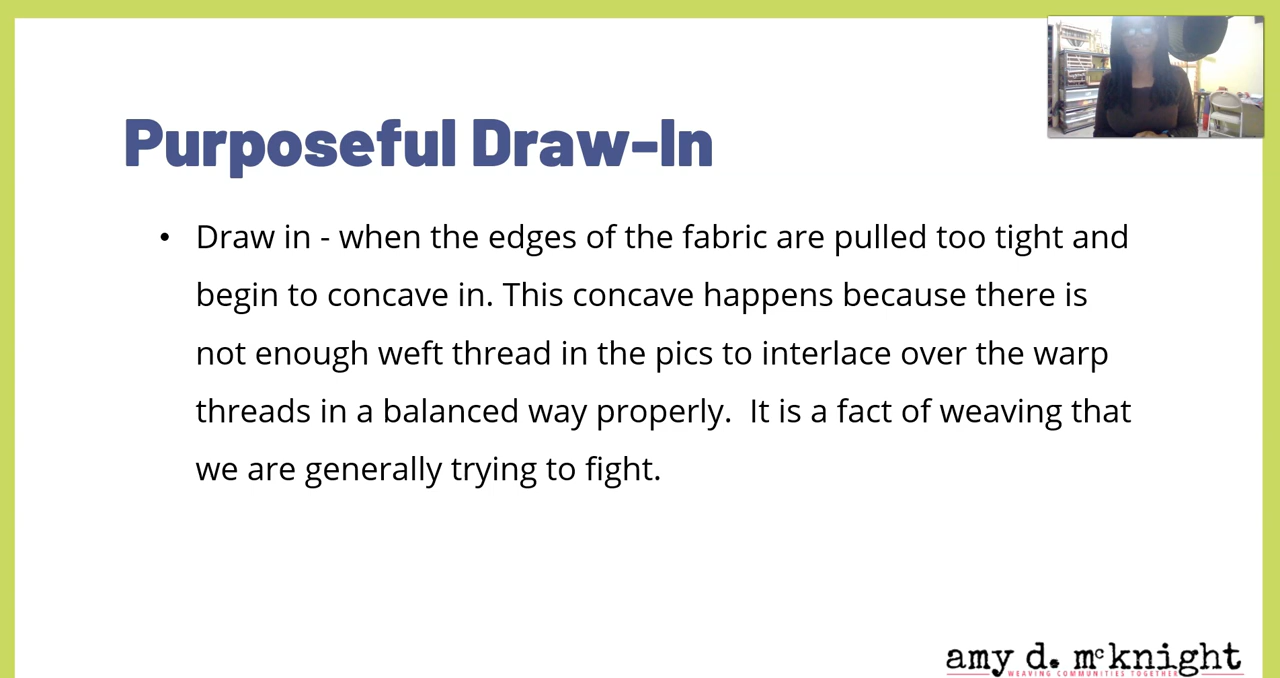 Purposeful Draw-In
• Draw in - when the edges of the fabric are pulled too tight and
begin to concave in. This concave happens because there is
not enough weft thread in the pics to interlace over the warp
threads in a balanced way properly.  It is a fact of weaving that
we are generally trying to fight.
amy d. mcknight
WEAVING COMMUNITIES TOGETHER